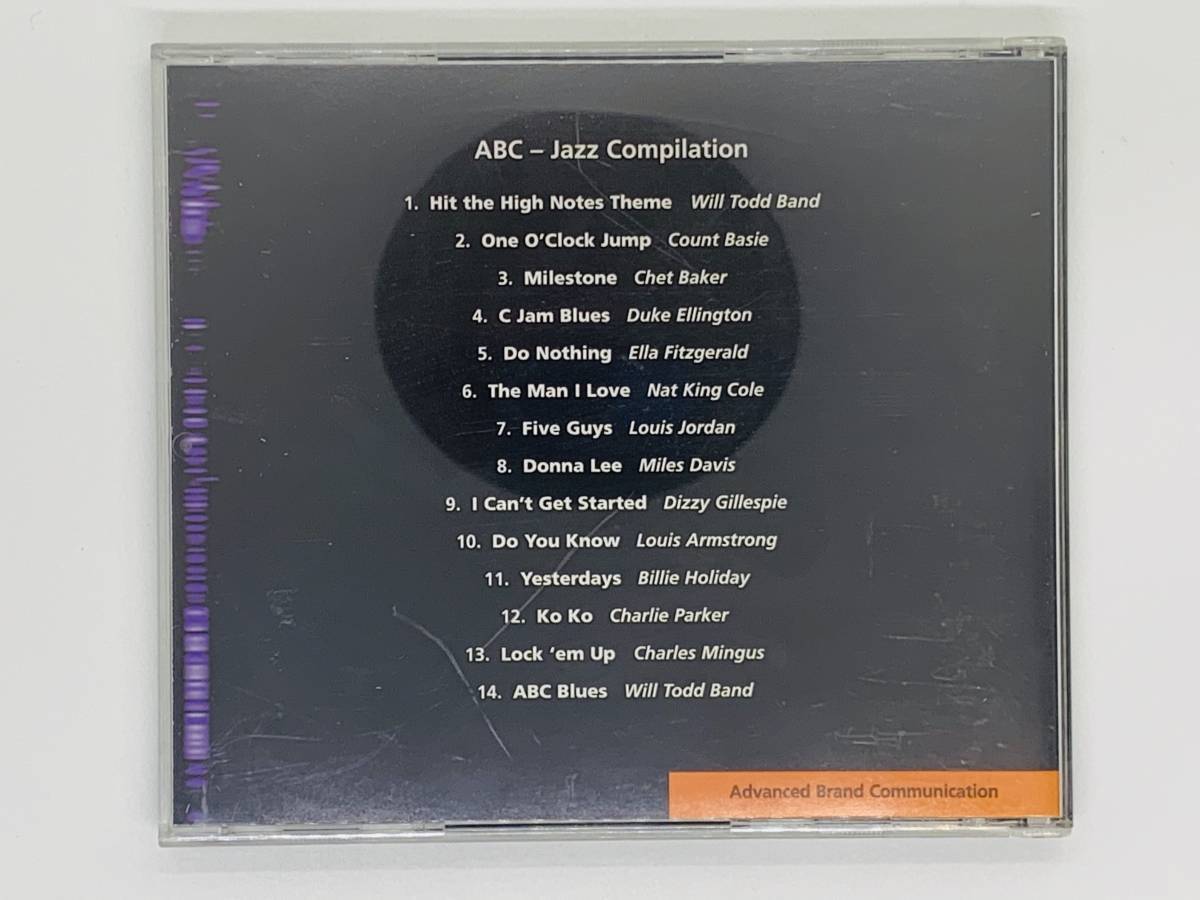 ABC – Jazz Compilation
1. Hit the High Notes Theme Will Todd Band
2. One O’Clock Jump Count Basie
3. Milestone Chet Baker
4. C Jam Blues Duke Ellington
5. Do Nothing Ella Fitzgerald
6. The Man I Love Nat King Cole
7. Five Guys Louis Jordan
8. Donna Lee Miles Davis
9. I Can’t Get Started Dizzy Gillespie
10. Do You Know Louis Armstrong
11. Yesterdays Billie Holiday
12. Ko Ko Charlie Parker
13. Lock ‘em Up Charles Mingus
14. ABC Blues Will Todd Band
Advanced Brand Communication